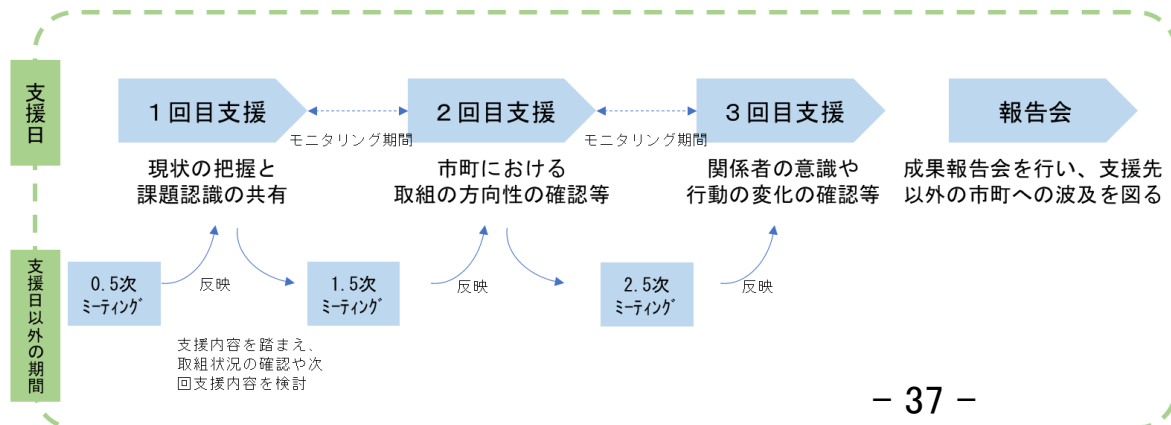 支援日
1回目支援
2回目支援
3回目支援
報告会
モニタリング期間
モニタリング期間
現状の把握と
課題認識の共有
市町における
取組の方向性の確認等
関係者の意識や
行動の変化の確認等
成果報告会を行い、支援先
以外の市町への波及を図る
支援日以外の期間
0.5次
ﾐｰﾃｨﾝｸﾞ
反映
1.5次
ﾐｰﾃｨﾝｸﾞ
反映
2.5次
ﾐｰﾃｨﾝｸﾞ
反映
支援内容を踏まえ、
取組状況の確認や次
回支援内容を検討
− 37 −